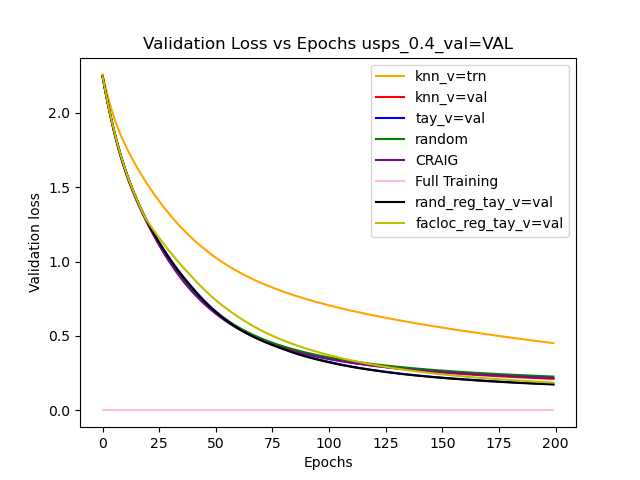 Validation Loss vs Epochs usps_0.4_val=VAL
knn_v=trn
knn_v=val
tay_v=val
random
CRAIG
Full Training
rand_reg_tay_v=val
facloc_reg_tay_v=val
Validation loss
2.0
1.5
1.0
0.5
0.0
0 25 50 75 100 125 150 175 200
Epochs